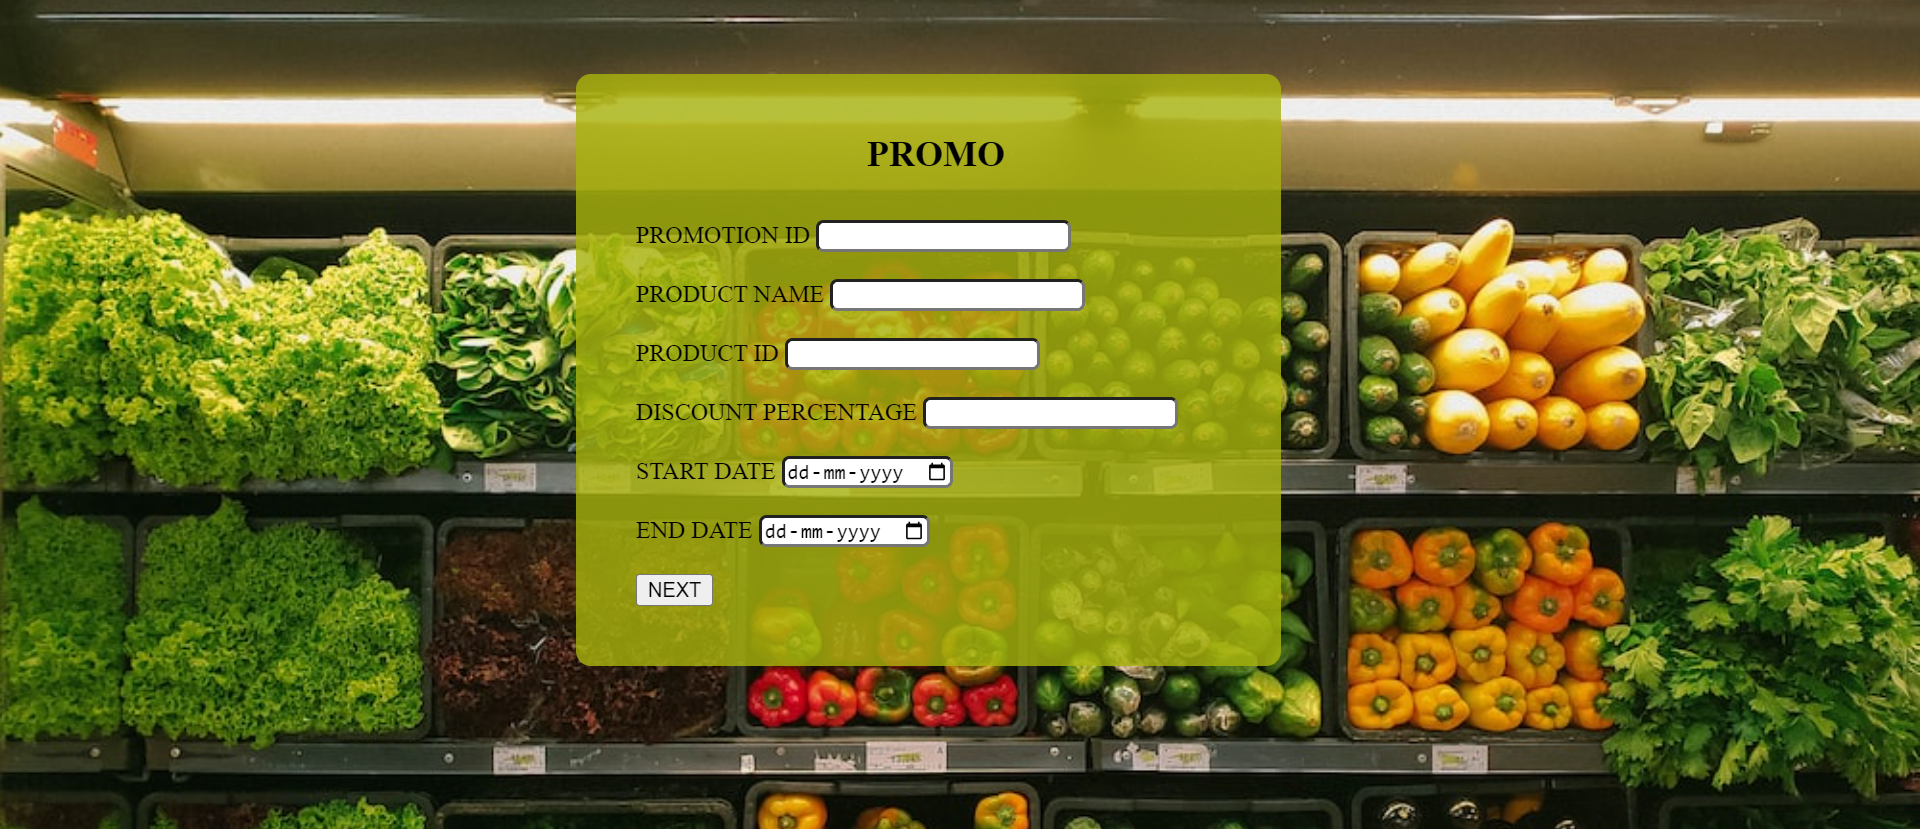 PROMO
PROMOTION ID
PRODUCT NAME
PRODUCT ID
DISCOUNT PERCENTAGE
START DATE dd-mm-yyyy
END DATE dd-mm-yyyy
NEXT